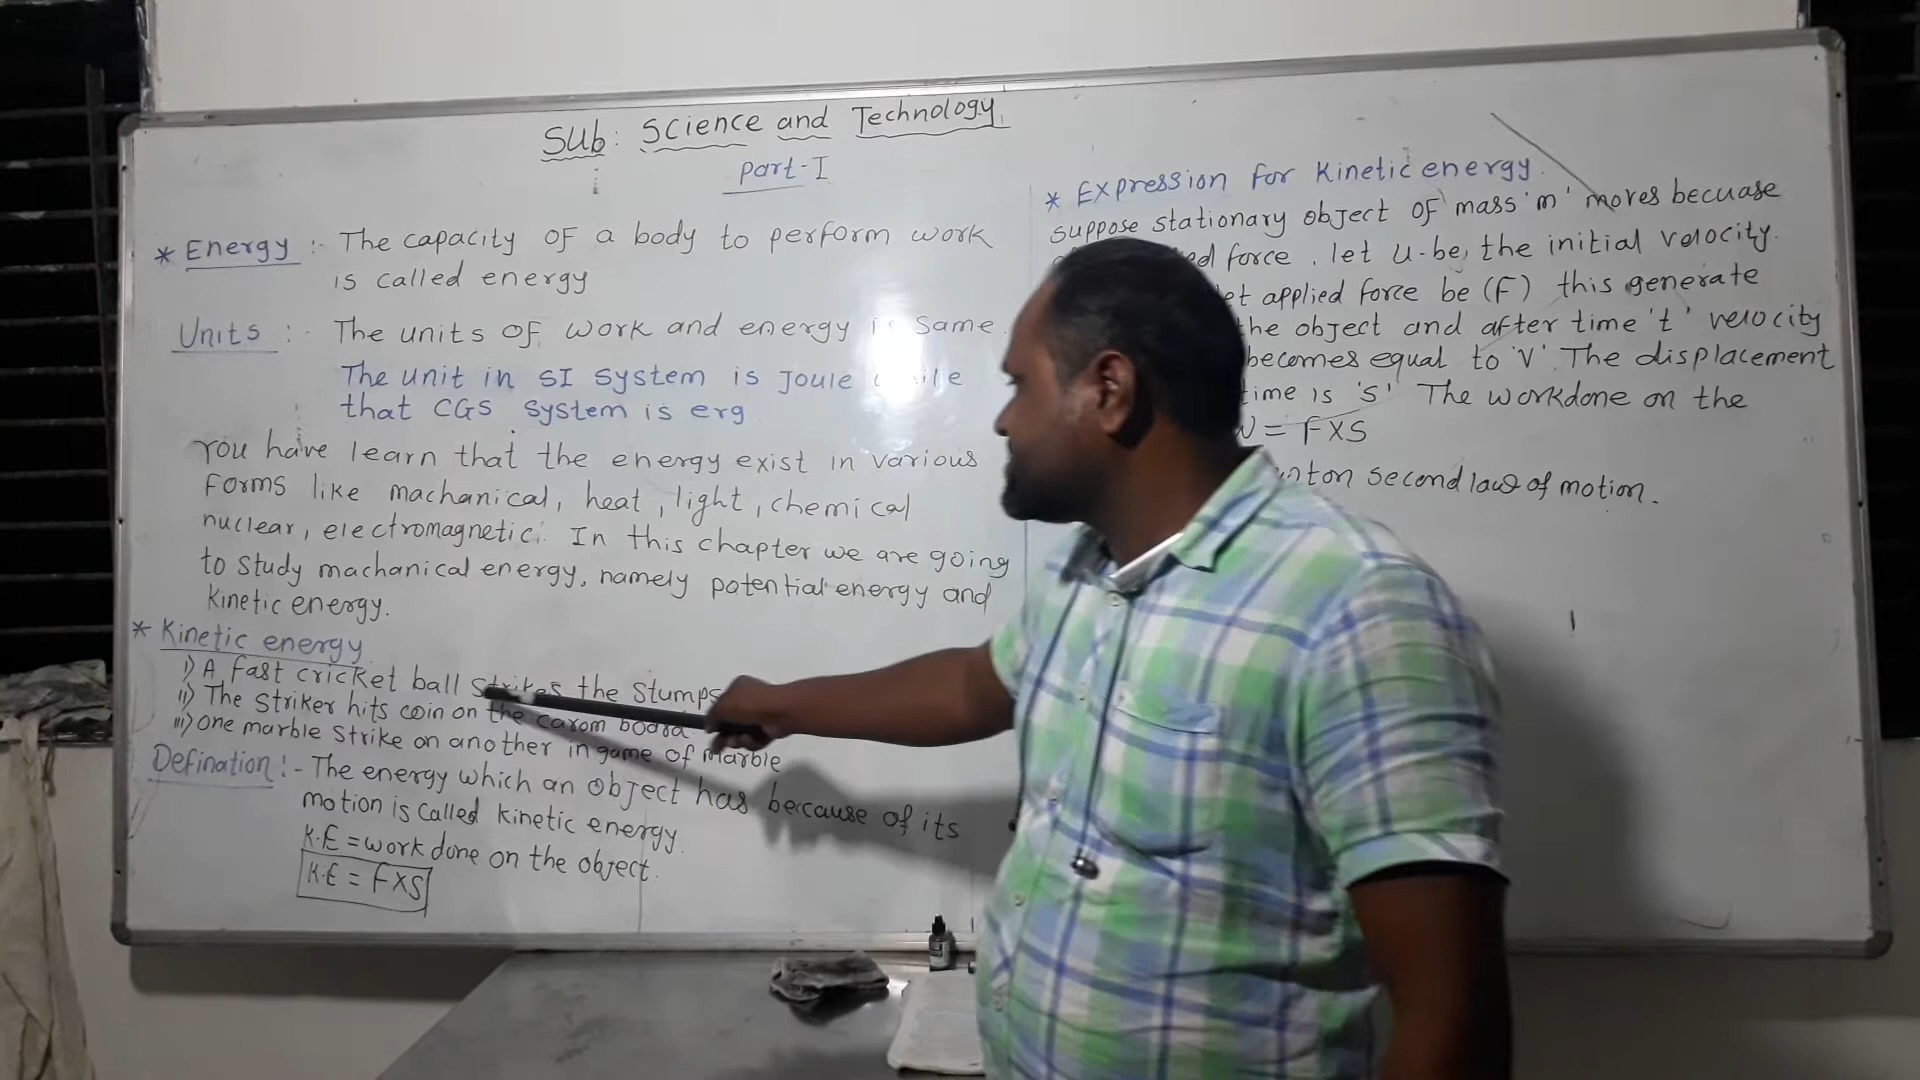 Sub: Science and Technology.
Part-I
* Energy :- The capacity of a body to perform work
is called energy
Units :- The units of work and energy is same.
The unit in SI system is Joule
that CGS system is erg
You have learn that the energy exist in various
forms like machanical, heat, light, chemical
nuclear, electromagnetic. In this chapter we are going
to study machanical energy, namely potential energy and
kinetic energy.
* Kinetic energy
i) A fast cricket ball strikes the stumps
ii) The striker hits coin on the carom board.
iii) One marble strike on another in game of marble
Defination :- The energy which an object has bercause of its
motion is called kinetic energy.
K.E = work done on the object.
K.E = F×S
* Expression for Kinetic energy.
suppose stationary object of mass 'm' moves becuase
force. let u-be, the initial velocity.
applied force be (F) this generate
the object and after time 't' velocity
becomes equal to 'v'. The displacement
time is 's' The workdone on the
= F×S
second law of motion.